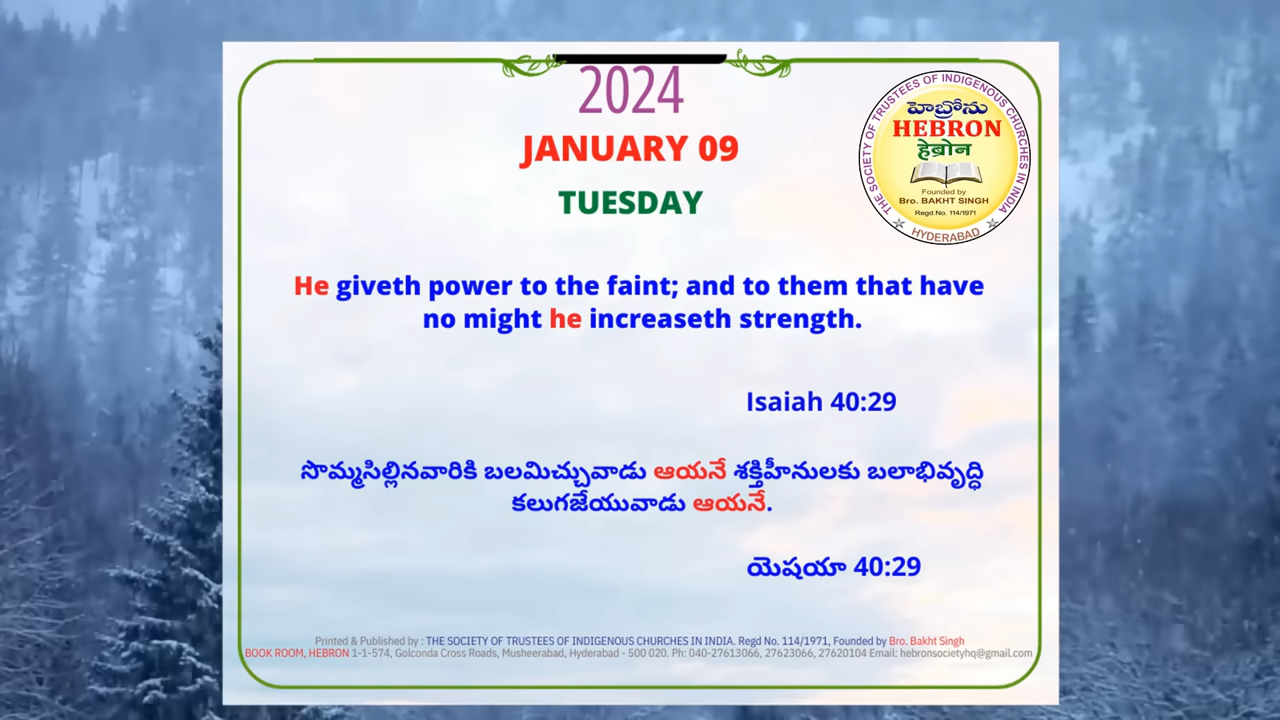 2024
JANUARY 09
TUESDAY
THE SOCIETY OF TRUSTEES OF INDIGENOUS CHURCHES IN INDIA
హెబ్రోను
HEBRON
हेब्रोन
Founded by
Bro. BAKHT SINGH
Regd.No. 114/1971
HYDERABAD
He giveth power to the faint; and to them that have
no might he increaseth strength.
Isaiah 40:29
సొమ్మసిల్లినవారికి బలమిచ్చువాడు ఆయనే శక్తిహీనులకు బలాభివృద్ధి
కలుగజేయువాడు ఆయనే.
యెషయా 40:29
Printed & Published by : THE SOCIETY OF TRUSTEES OF INDIGENOUS CHURCHES IN INDIA. Regd No. 114/1971, Founded by Bro. Bakht Singh
BOOK ROOM, HEBRON 1-1-574, Golconda Cross Roads, Musheerabad, Hyderabad - 500 020. Ph: 040-27613066, 27623066, 27620104 Email: hebronsocietyhq@gmail.com